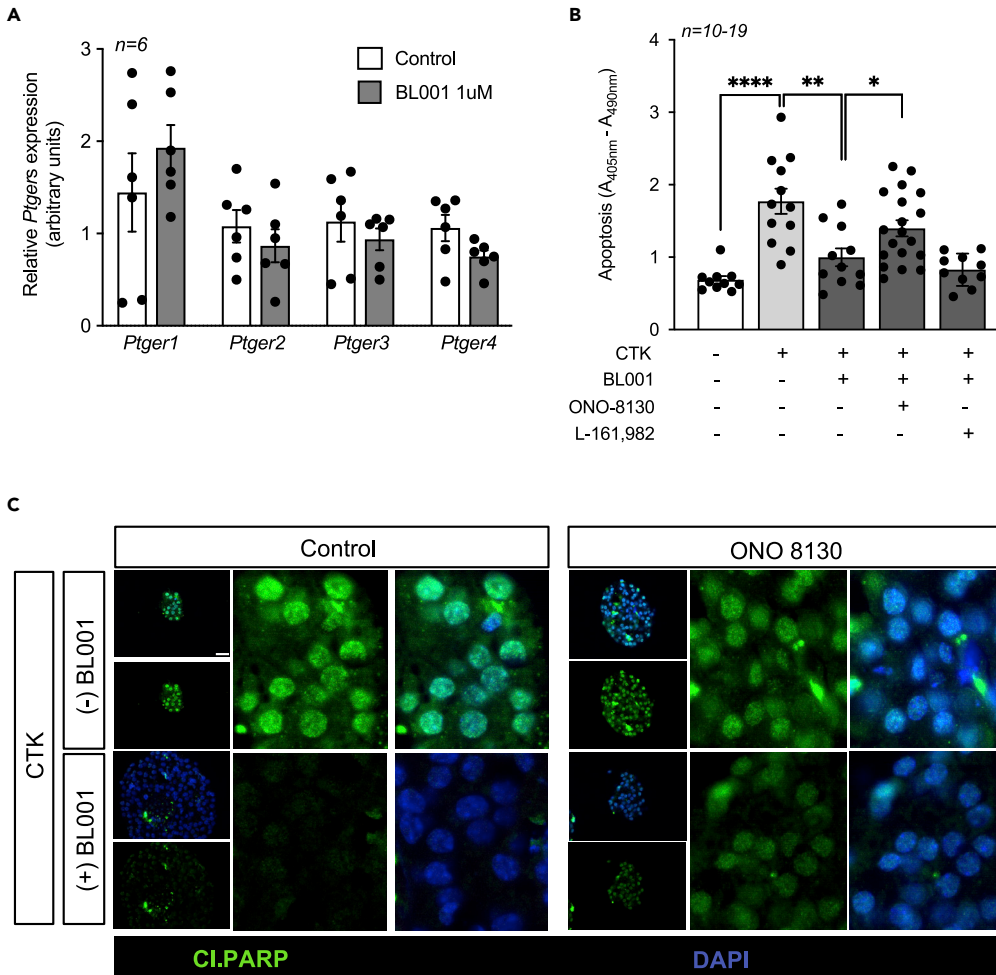 A
n=6
Control
BL001 1uM
3
2
1
0
Relative Ptgers expression
(arbitrary units)
Ptger1 Ptger2 Ptger3 Ptger4
B
n=10-19
4
3
2
1
0
Apoptosis (A405nm - A490nm)
**** ** *
CTK - + + + +
BL001 - - + + +
ONO-8130 - - - + -
L-161,982 - - - - +
C
Control ONO 8130
CTK
(-) BL001
(+) BL001
Cl.PARP DAPI